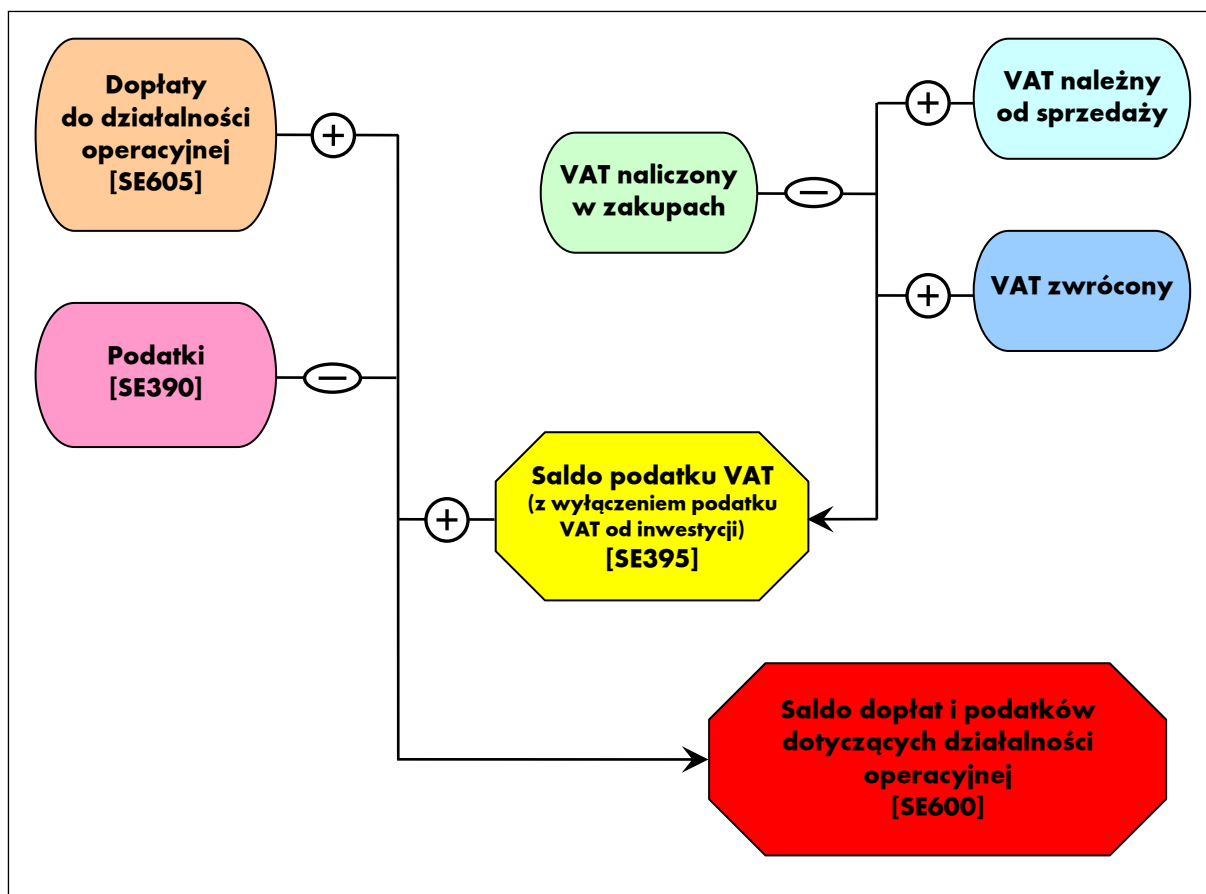 Dopłaty
do działalności
operacyjnej
[SE605]
+
VAT należny
od sprzedaży
+
VAT naliczony
w zakupach
−
VAT zwrócony
+
Podatki
[SE390]
−
Saldo podatku VAT
(z wyłączeniem podatku
VAT od inwestycji)
[SE395]
+
Saldo dopłat i podatków
dotyczących działalności
operacyjnej
[SE600]